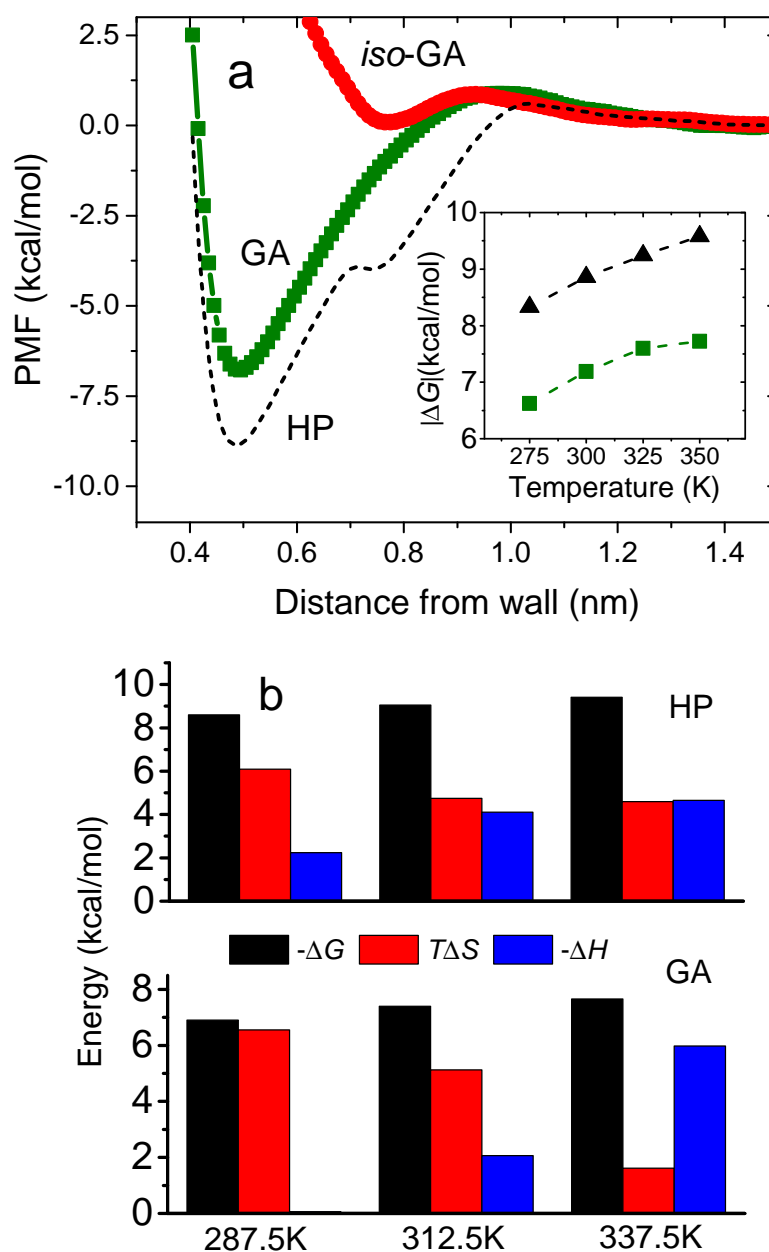 2.5
0.0
-2.5
-5.0
-7.5
-10.0
PMF (kcal/mol)
a
iso-GA
GA
HP
0.4 0.6 0.8 1.0 1.2 1.4
Distance from wall (nm)
10
9
8
7
6
|ΔG|(kcal/mol)
275 300 325 350
Temperature (K)
b
HP
10
8
6
4
2
0
Energy (kcal/mol)
-ΔG TΔS -ΔH
GA
8
6
4
2
0
287.5K 312.5K 337.5K